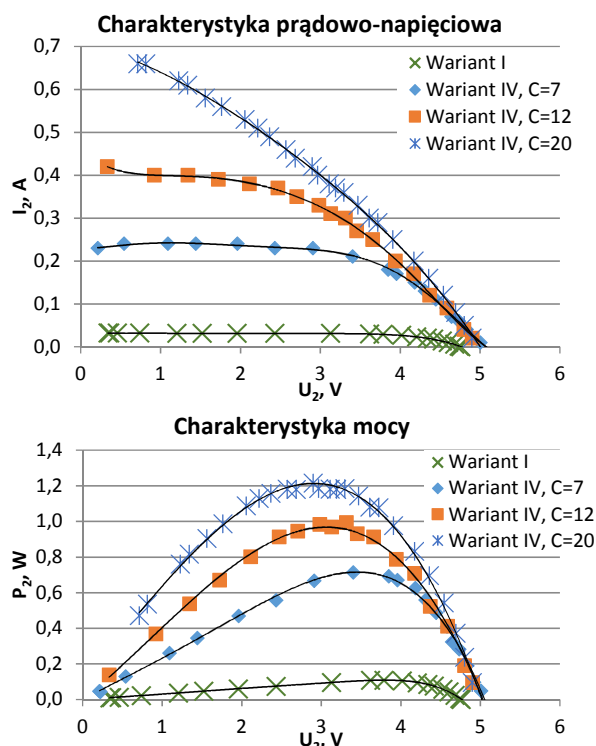 Charakterystyka prądowo-napięciowa
0,7
0,6
0,5
0,4
0,3
0,2
0,1
0,0
I2, A
Wariant I
Wariant IV, C=7
Wariant IV, C=12
Wariant IV, C=20
0 1 2 3 4 5 6
U2, V
Charakterystyka mocy
1,4
1,2
1,0
0,8
0,6
0,4
0,2
0,0
P2, W
Wariant I
Wariant IV, C=7
Wariant IV, C=12
Wariant IV, C=20
0 1 2 3 4 5 6
U2, V